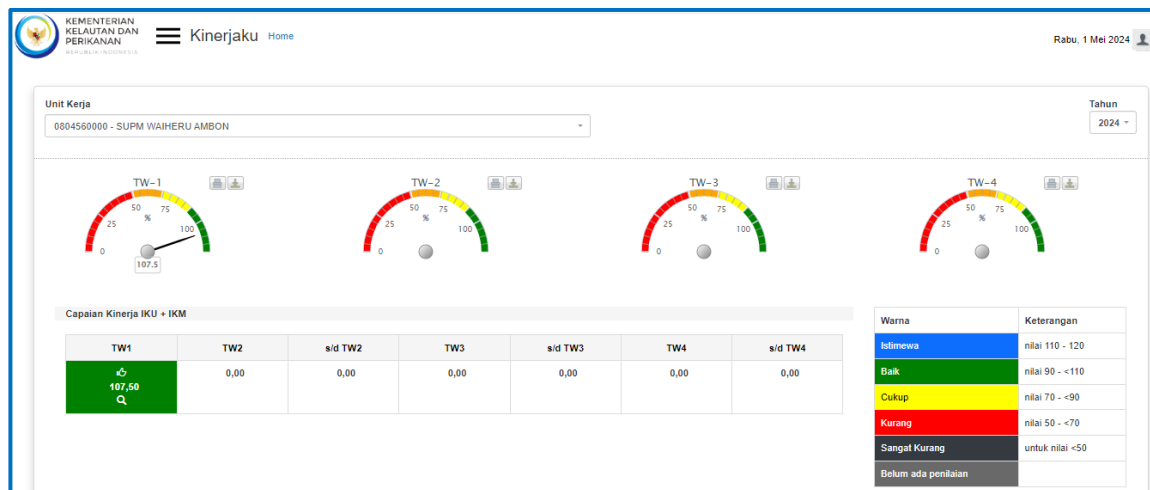 KEMENTERIAN
KELAUTAN DAN
PERIKANAN
REPUBLIK INDONESIA
Kinerjaku Home
Rabu, 1 Mei 2024
Unit Kerja
Tahun
0804560000 - SUPM WAIHERU AMBON
2024
TW-1
0 25 50 75 100
%
107.5
TW-2
0 25 50 75 100
%
TW-3
0 25 50 75 100
%
TW-4
0 25 50 75 100
%
Capaian Kinerja IKU + IKM
TW1 TW2 s/d TW2 TW3 s/d TW3 TW4 s/d TW4
107,50 0,00 0,00 0,00 0,00 0,00 0,00
Warna Keterangan
Istimewa nilai 110 - 120
Baik nilai 90 - <110
Cukup nilai 70 - <90
Kurang nilai 50 - <70
Sangat Kurang untuk nilai <50
Belum ada penilaian